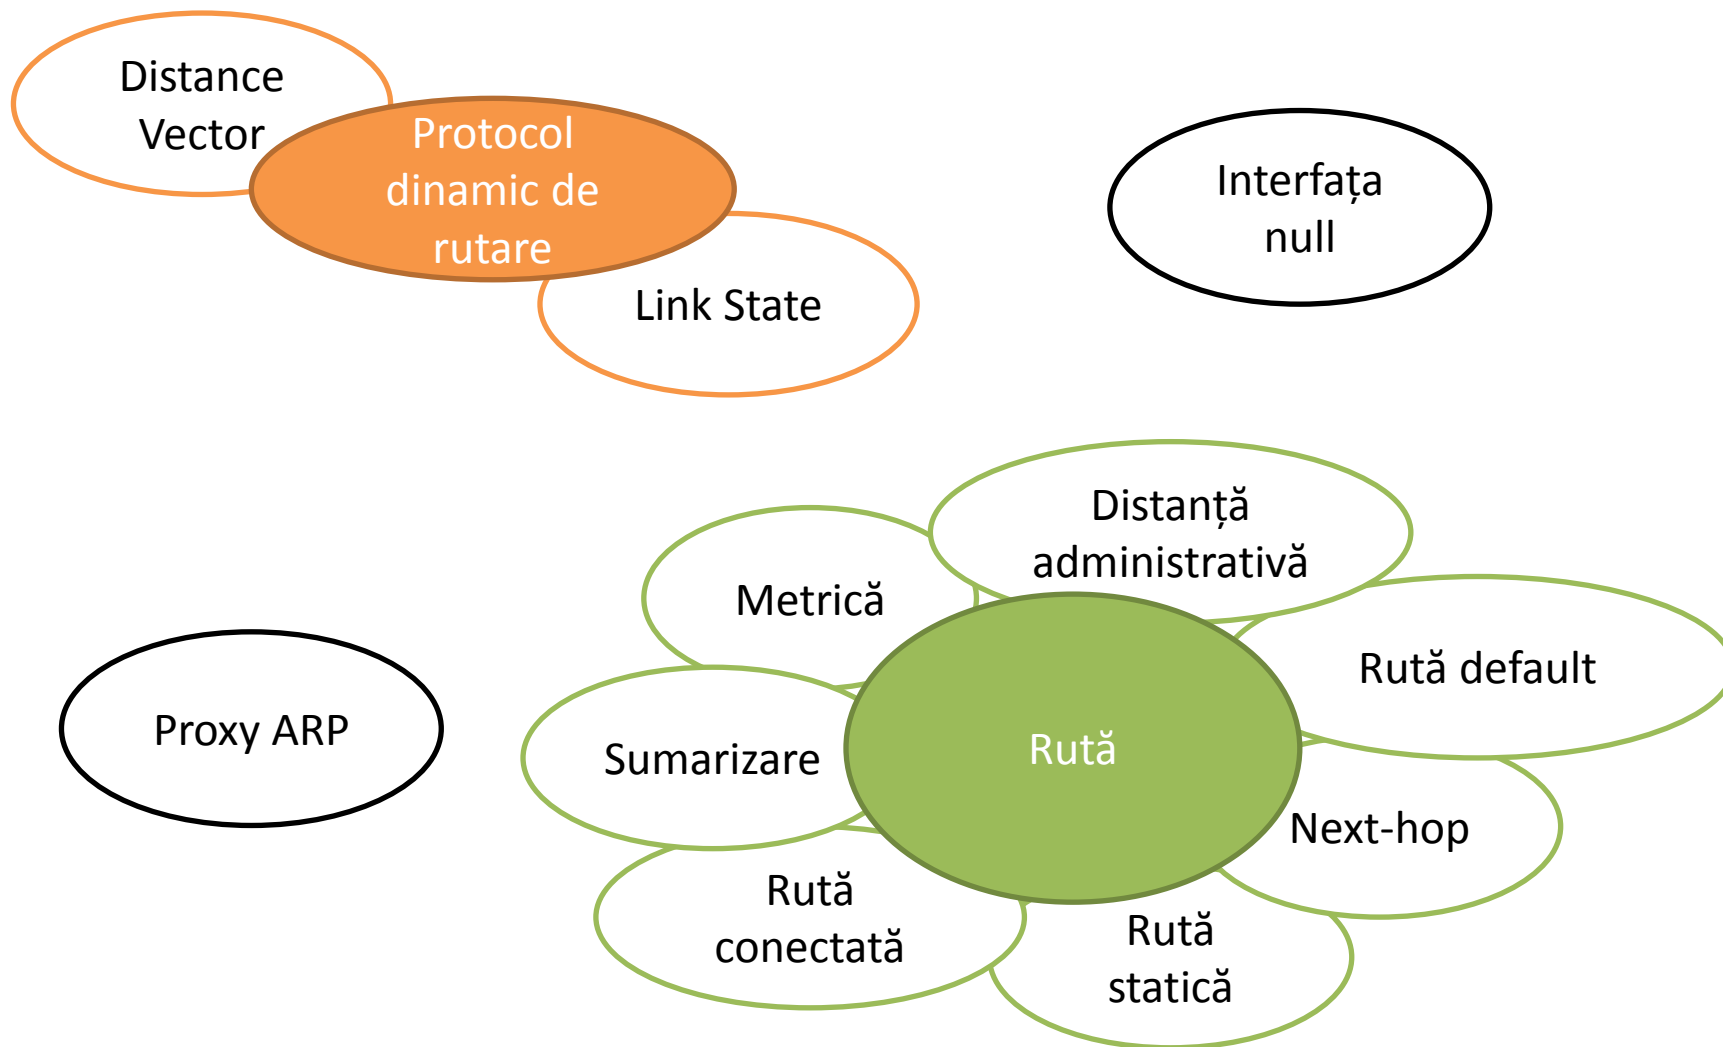 Distance
Vector
Protocol
dinamic de
rutare
Link State
Interfața
null
Distanță
administrativă
Metrică
Rută default
Proxy ARP
Sumarizare
Rută
Next-hop
Rută
conectată
Rută
statică